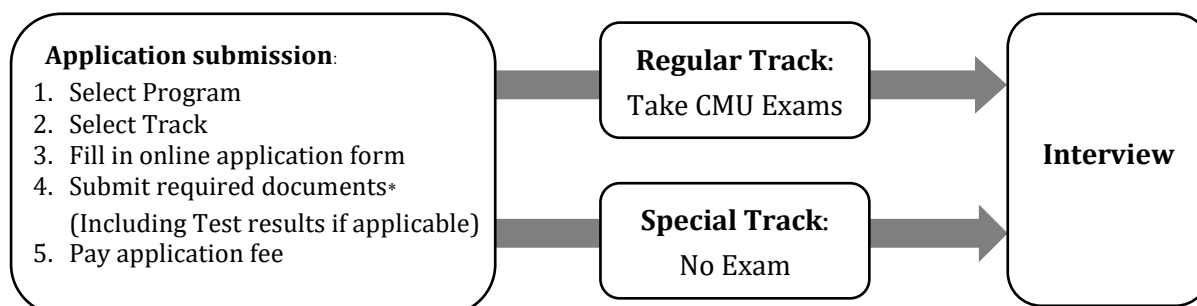 Application submission:
1. Select Program
2. Select Track
3. Fill in online application form
4. Submit required documents*
(Including Test results if applicable)
5. Pay application fee
Regular Track:
Take CMU Exams
Special Track:
No Exam
Interview